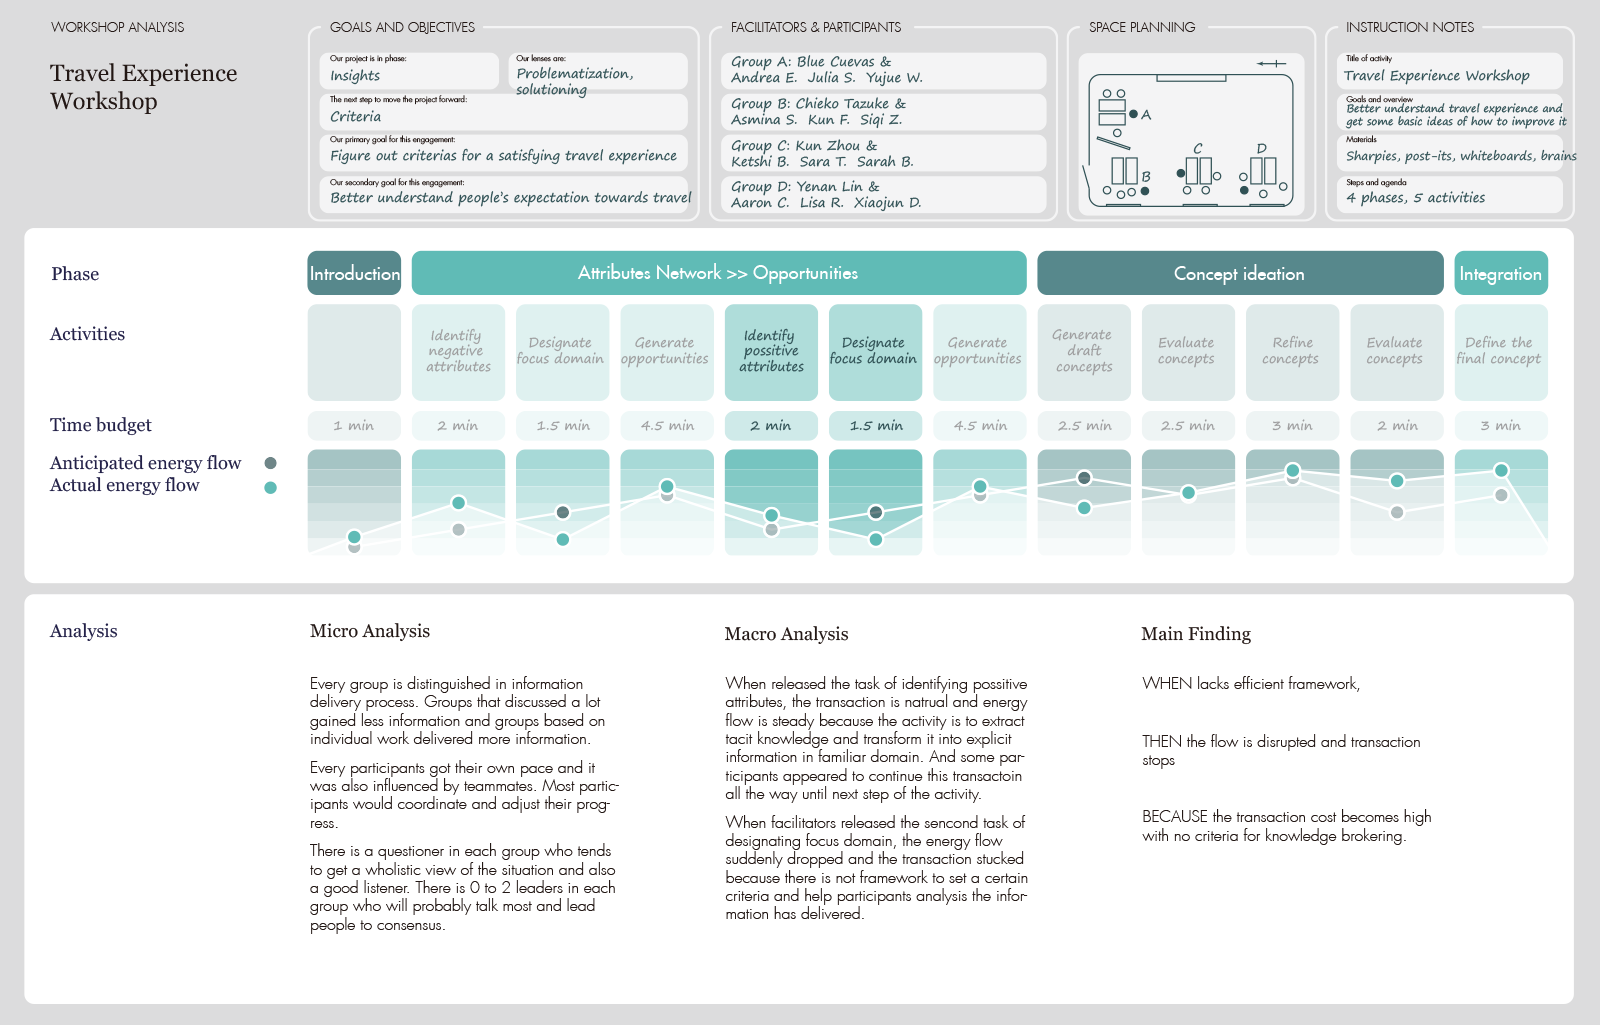 WORKSHOP ANALYSIS
Travel Experience
Workshop
GOALS AND OBJECTIVES
Our project is in phase:
Insights
Our lenses are:
Problematization,
solutioning
The next step to move the project forward:
Criteria
Our primary goal for this engagement:
Figure out criterias for a satisfying travel experience
Our secondary goal for this engagement:
Better understand people's expectation towards travel
FACILITATORS & PARTICIPANTS
Group A: Blue Cuevas &
Andrea E. Julia S. Yujue W.
Group B: Chieko Tazuke &
Asmina S. Kun F. Siqi Z.
Group C: Kun Zhou &
Ketshi B. Sara T. Sarah B.
Group D: Yenan Lin &
Aaron C. Lisa R. Xiaojun D.
SPACE PLANNING
A
B
C
D
INSTRUCTION NOTES
Title of activity
Travel Experience Workshop
Goals and overview
Better understand travel experience and
get some basic ideas of how to improve it
Materials
Sharpies, post-its, whiteboards, brains
Steps and agenda
4 phases, 5 activities
Phase
Introduction
Attributes Network >> Opportunities
Concept ideation
Integration
Activities
Identify
negative
attributes
Designate
focus domain
Generate
opportunities
Identify
possitive
attributes
Designate
focus domain
Generate
opportunities
Generate
draft
concepts
Evaluate
concepts
Refine
concepts
Evaluate
concepts
Define the
final concept
Time budget
1 min
2 min
1.5 min
4.5 min
2 min
1.5 min
4.5 min
2.5 min
2.5 min
3 min
2 min
3 min
Anticipated energy flow
Actual energy flow
Analysis
Micro Analysis
Every group is distinguished in information
delivery process. Groups that discussed a lot
gained less information and groups based on
individual work delivered more information.
Every participants got their own pace and it
was also influenced by teammates. Most partic-
ipants would coordinate and adjust their prog-
ress.
There is a questioner in each group who tends
to get a wholistic view of the situation and also
a good listener. There is 0 to 2 leaders in each
group who will probably talk most and lead
people to consensus.
Macro Analysis
When released the task of identifying possitive
attributes, the transaction is natrual and energy
flow is steady because the activity is to extract
tacit knowledge and transform it into explicit
information in familiar domain. And some par-
ticipants appeared to continue this transactoin
all the way until next step of the activity.
When facilitators released the sencond task of
designating focus domain, the energy flow
suddenly dropped and the transaction stucked
because there is not framework to set a certain
criteria and help participants analysis the infor-
mation has delivered.
Main Finding
WHEN lacks efficient framework,
THEN the flow is disrupted and transaction
stops
BECAUSE the transaction cost becomes high
with no criteria for knowledge brokering.